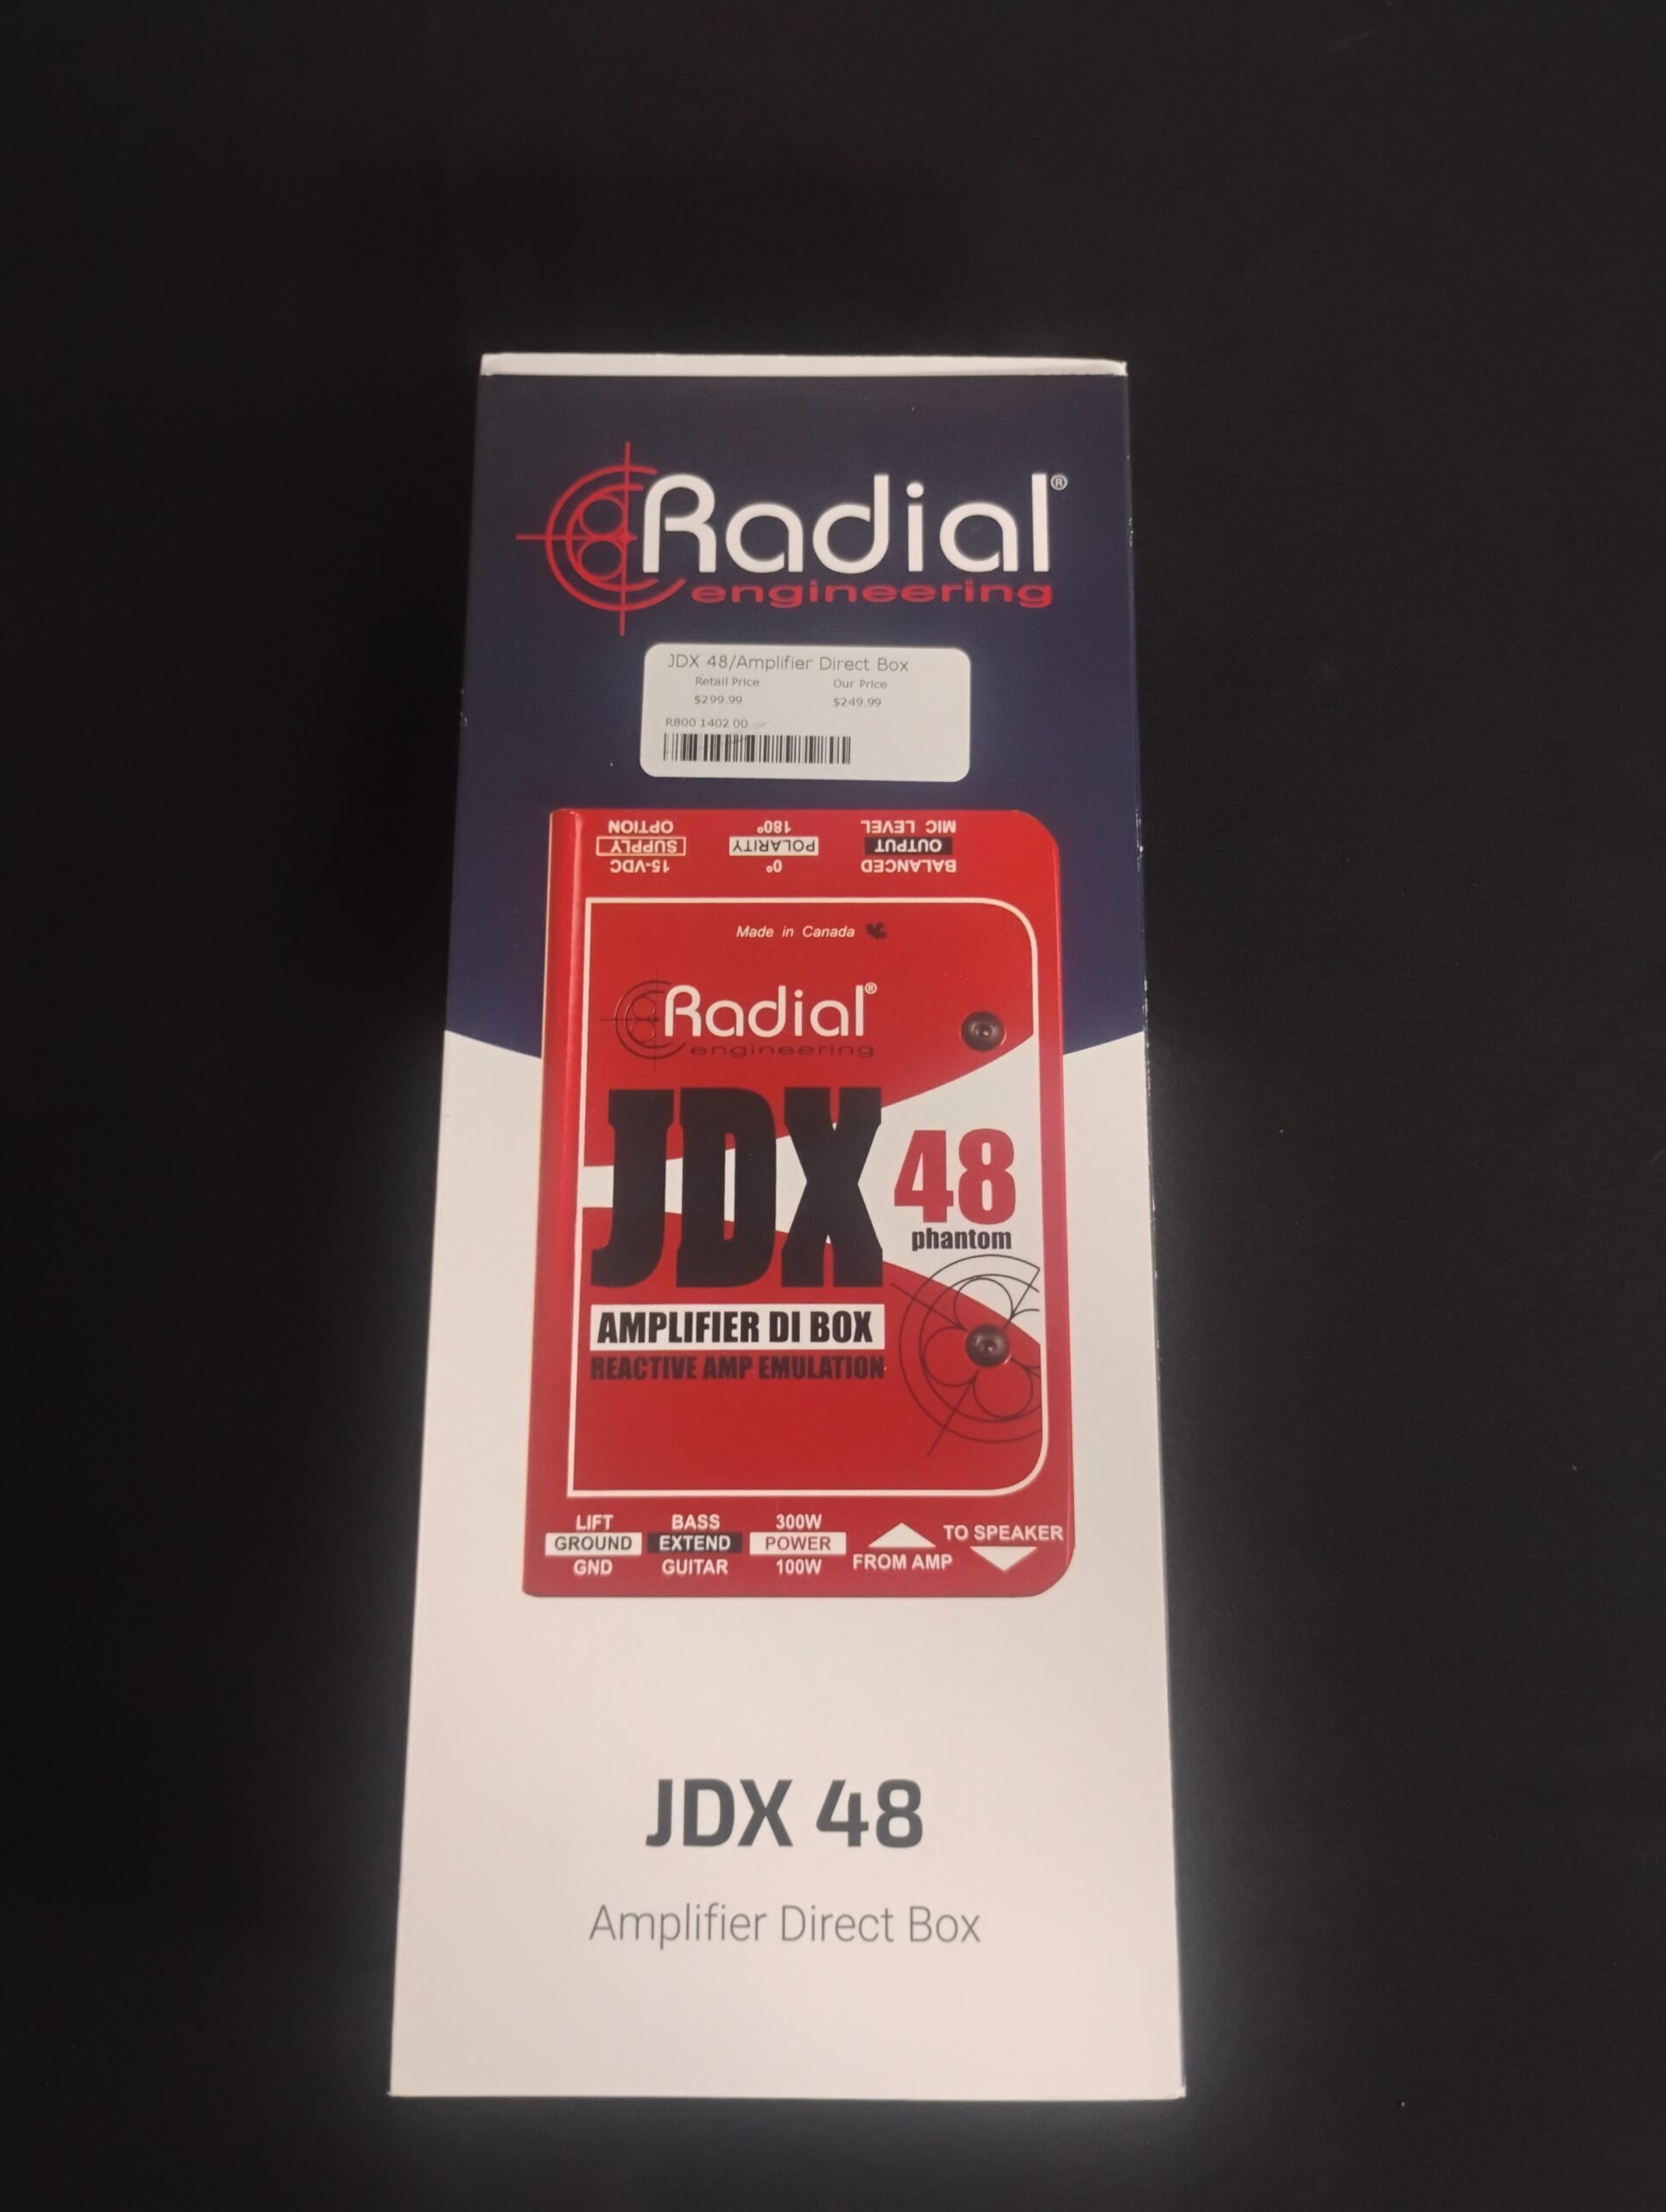 Radial®
engineering
JDX 48/Amplifier Direct Box
Retail Price Our Price
$299.99 $249.99
R800 1402 00
BALANCED 0° 15-VDC
OUTPUT POLARITY SUPPLY
MIC LEVEL 180° OPTION
Made in Canada
Radial®
engineering
JDX 48
phantom
AMPLIFIER DI BOX
REACTIVE AMP EMULATION
LIFT BASS 300W TO SPEAKER
GROUND EXTEND POWER
GND GUITAR 100W FROM AMP
JDX 48
Amplifier Direct Box